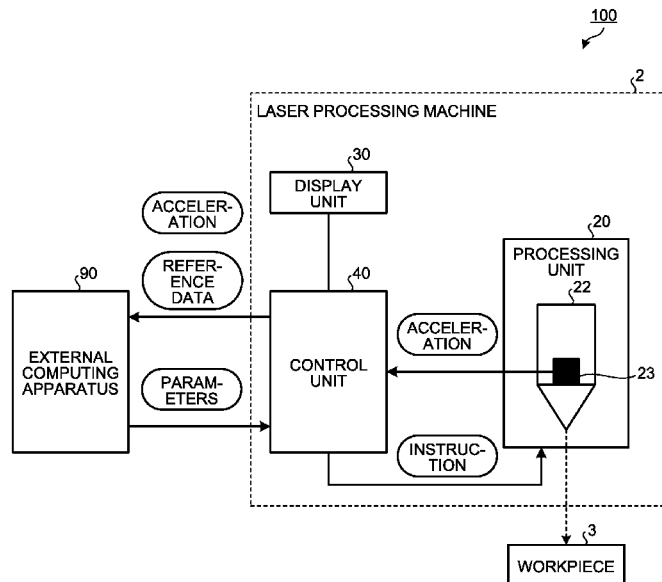 100
2
LASER PROCESSING MACHINE
30
DISPLAY
UNIT
ACCELER-
ATION
20
PROCESSING
UNIT
22
REFER-
ENCE
DATA
90
40
EXTERNAL
COMPUTING
APPARATUS
CONTROL
UNIT
ACCELER-
ATION
23
PARAM-
ETERS
INSTRUC-
TION
3
WORKPIECE